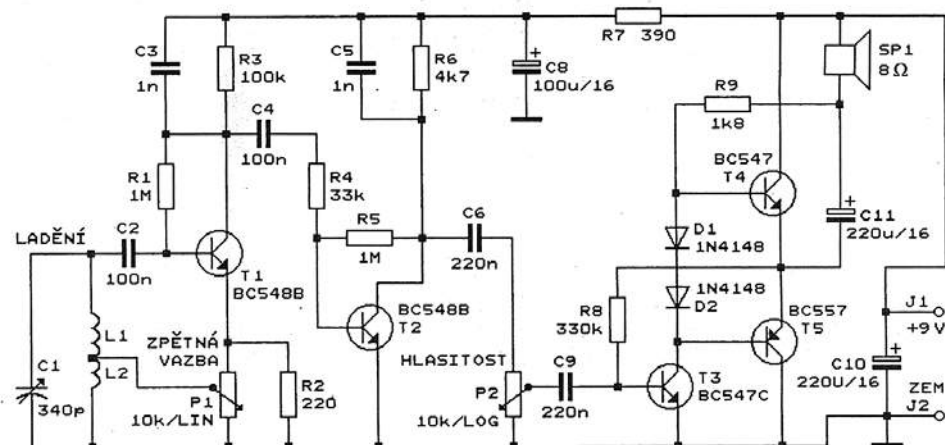 C3
1n
R3
100k
C4
100n
C5
1n
R6
4k7
C8
100u/16
R7 390
SP1
8Ω
R9
1k8
BC547
T4
C11
220u/16
R1
1M
R4
33k
R5
1M
C6
220n
D1
1N4148
1N4148
D2
LADĚNÍ
C2
100n
T1
BC548B
BC548B
T2
R8
330k
BC557
T5
J1
+9 V
C1
340p
L1
L2
ZPĚTNÁ
VAZBA
P1
10k/LIN
R2
220
HLASITOST
P2
10k/LOG
C9
220n
T3
BC547C
C10
220U/16
ZEM
J2